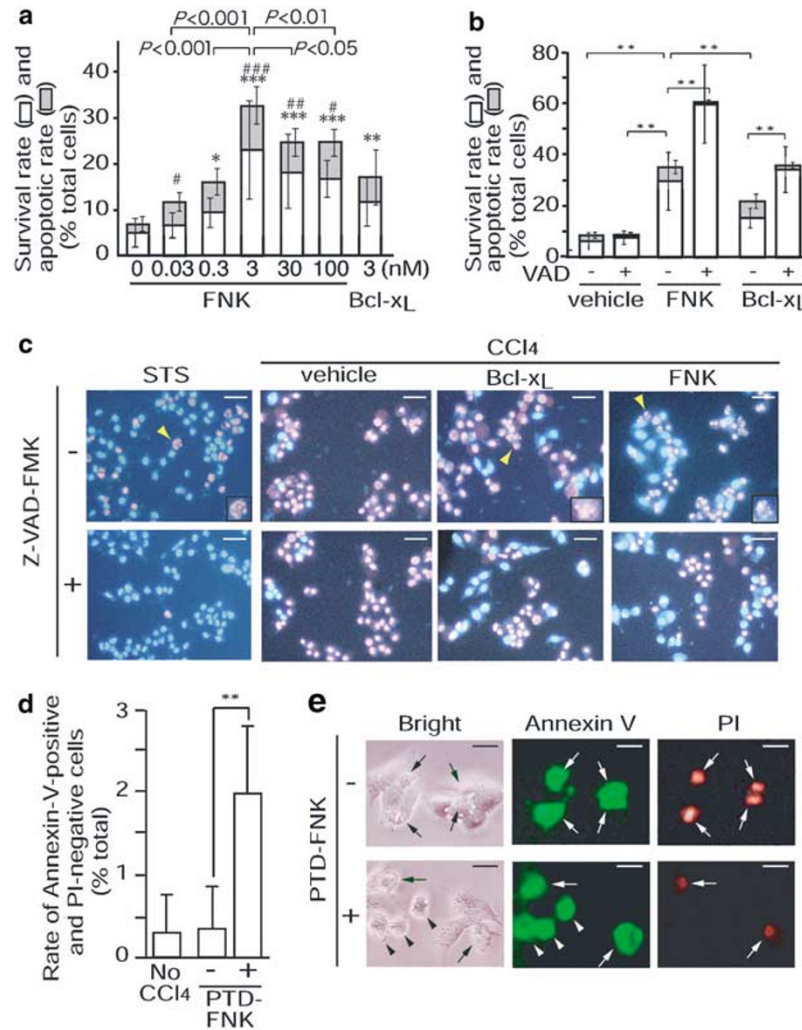 a
P<0.001 P<0.01
P<0.001 P<0.05
Survival rate (□) and
apoptotic rate (▒)
(% total cells)
40
30
20
10
0
# * ### *** ## *** # *** **
0 0.03 0.3 3 30 100 3 (nM)
FNK Bcl-xL
b
Survival rate (□) and
apoptotic rate (▒)
(% total cells)
80
60
40
20
0
** **
** ** **
VAD - + - + - +
vehicle FNK Bcl-xL
c
CCl4
STS vehicle Bcl-xL FNK
Z-VAD-FMK
-
+
d
Rate of Annexin-V-positive
and PI-negative cells
(% total)
3
2
1
0
**
No
CCl4
- +
PTD-
FNK
e
Bright Annexin V PI
PTD-FNK
-
+